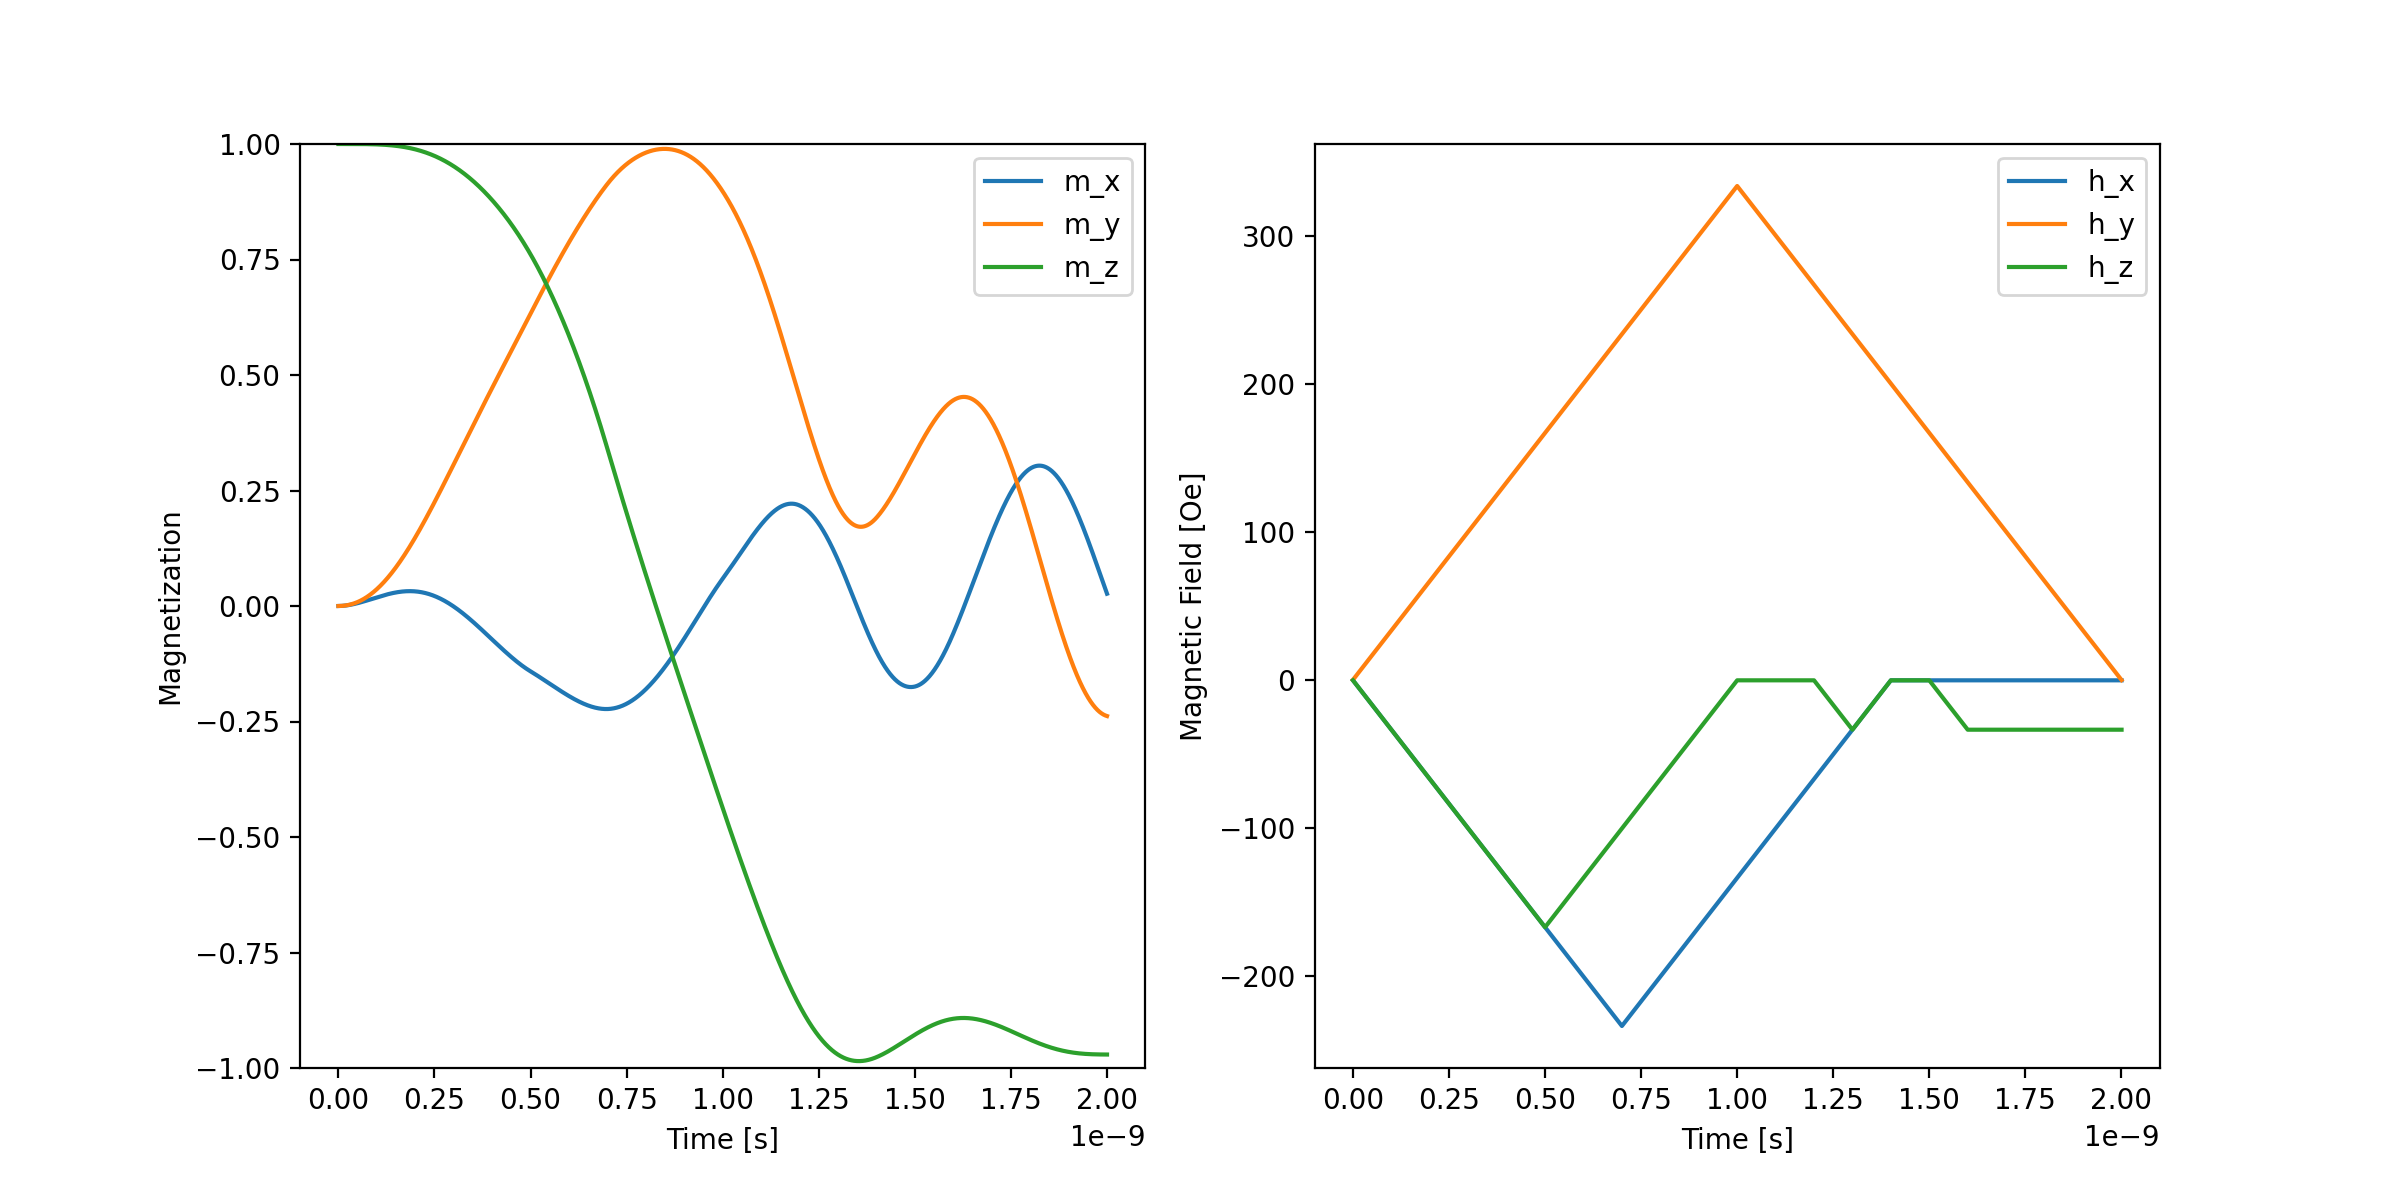 1.00
0.75
0.50
0.25
0.00
−0.25
−0.50
−0.75
−1.00
Magnetization
m_x
m_y
m_z
0.00 0.25 0.50 0.75 1.00 1.25 1.50 1.75 2.00
Time [s]
1e−9
300
200
100
0
−100
−200
Magnetic Field [Oe]
h_x
h_y
h_z
0.00 0.25 0.50 0.75 1.00 1.25 1.50 1.75 2.00
Time [s]
1e−9